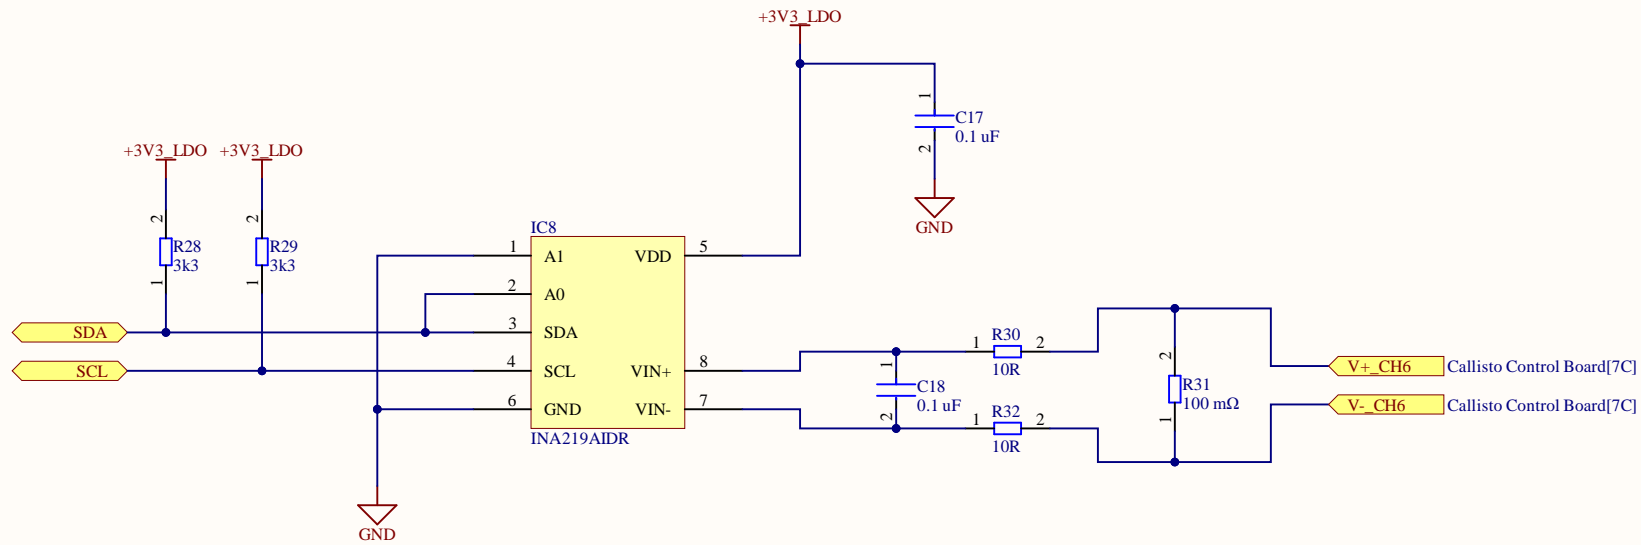 +3V3_LDO
1
C17
0.1 uF
2
GND
+3V3_LDO
+3V3_LDO
2
R28
3k3
1
2
R29
3k3
1
SDA
SCL
IC8
1
A1
2
A0
3
SDA
4
SCL
6
GND
VDD
5
VIN+
8
VIN-
7
INA219AIDR
GND
1
C18
0.1 uF
2
1
R30
2
10R
1
R32
2
10R
2
R31
100 mΩ
1
V+_CH6
Callisto Control Board[7C]
V-_CH6
Callisto Control Board[7C]